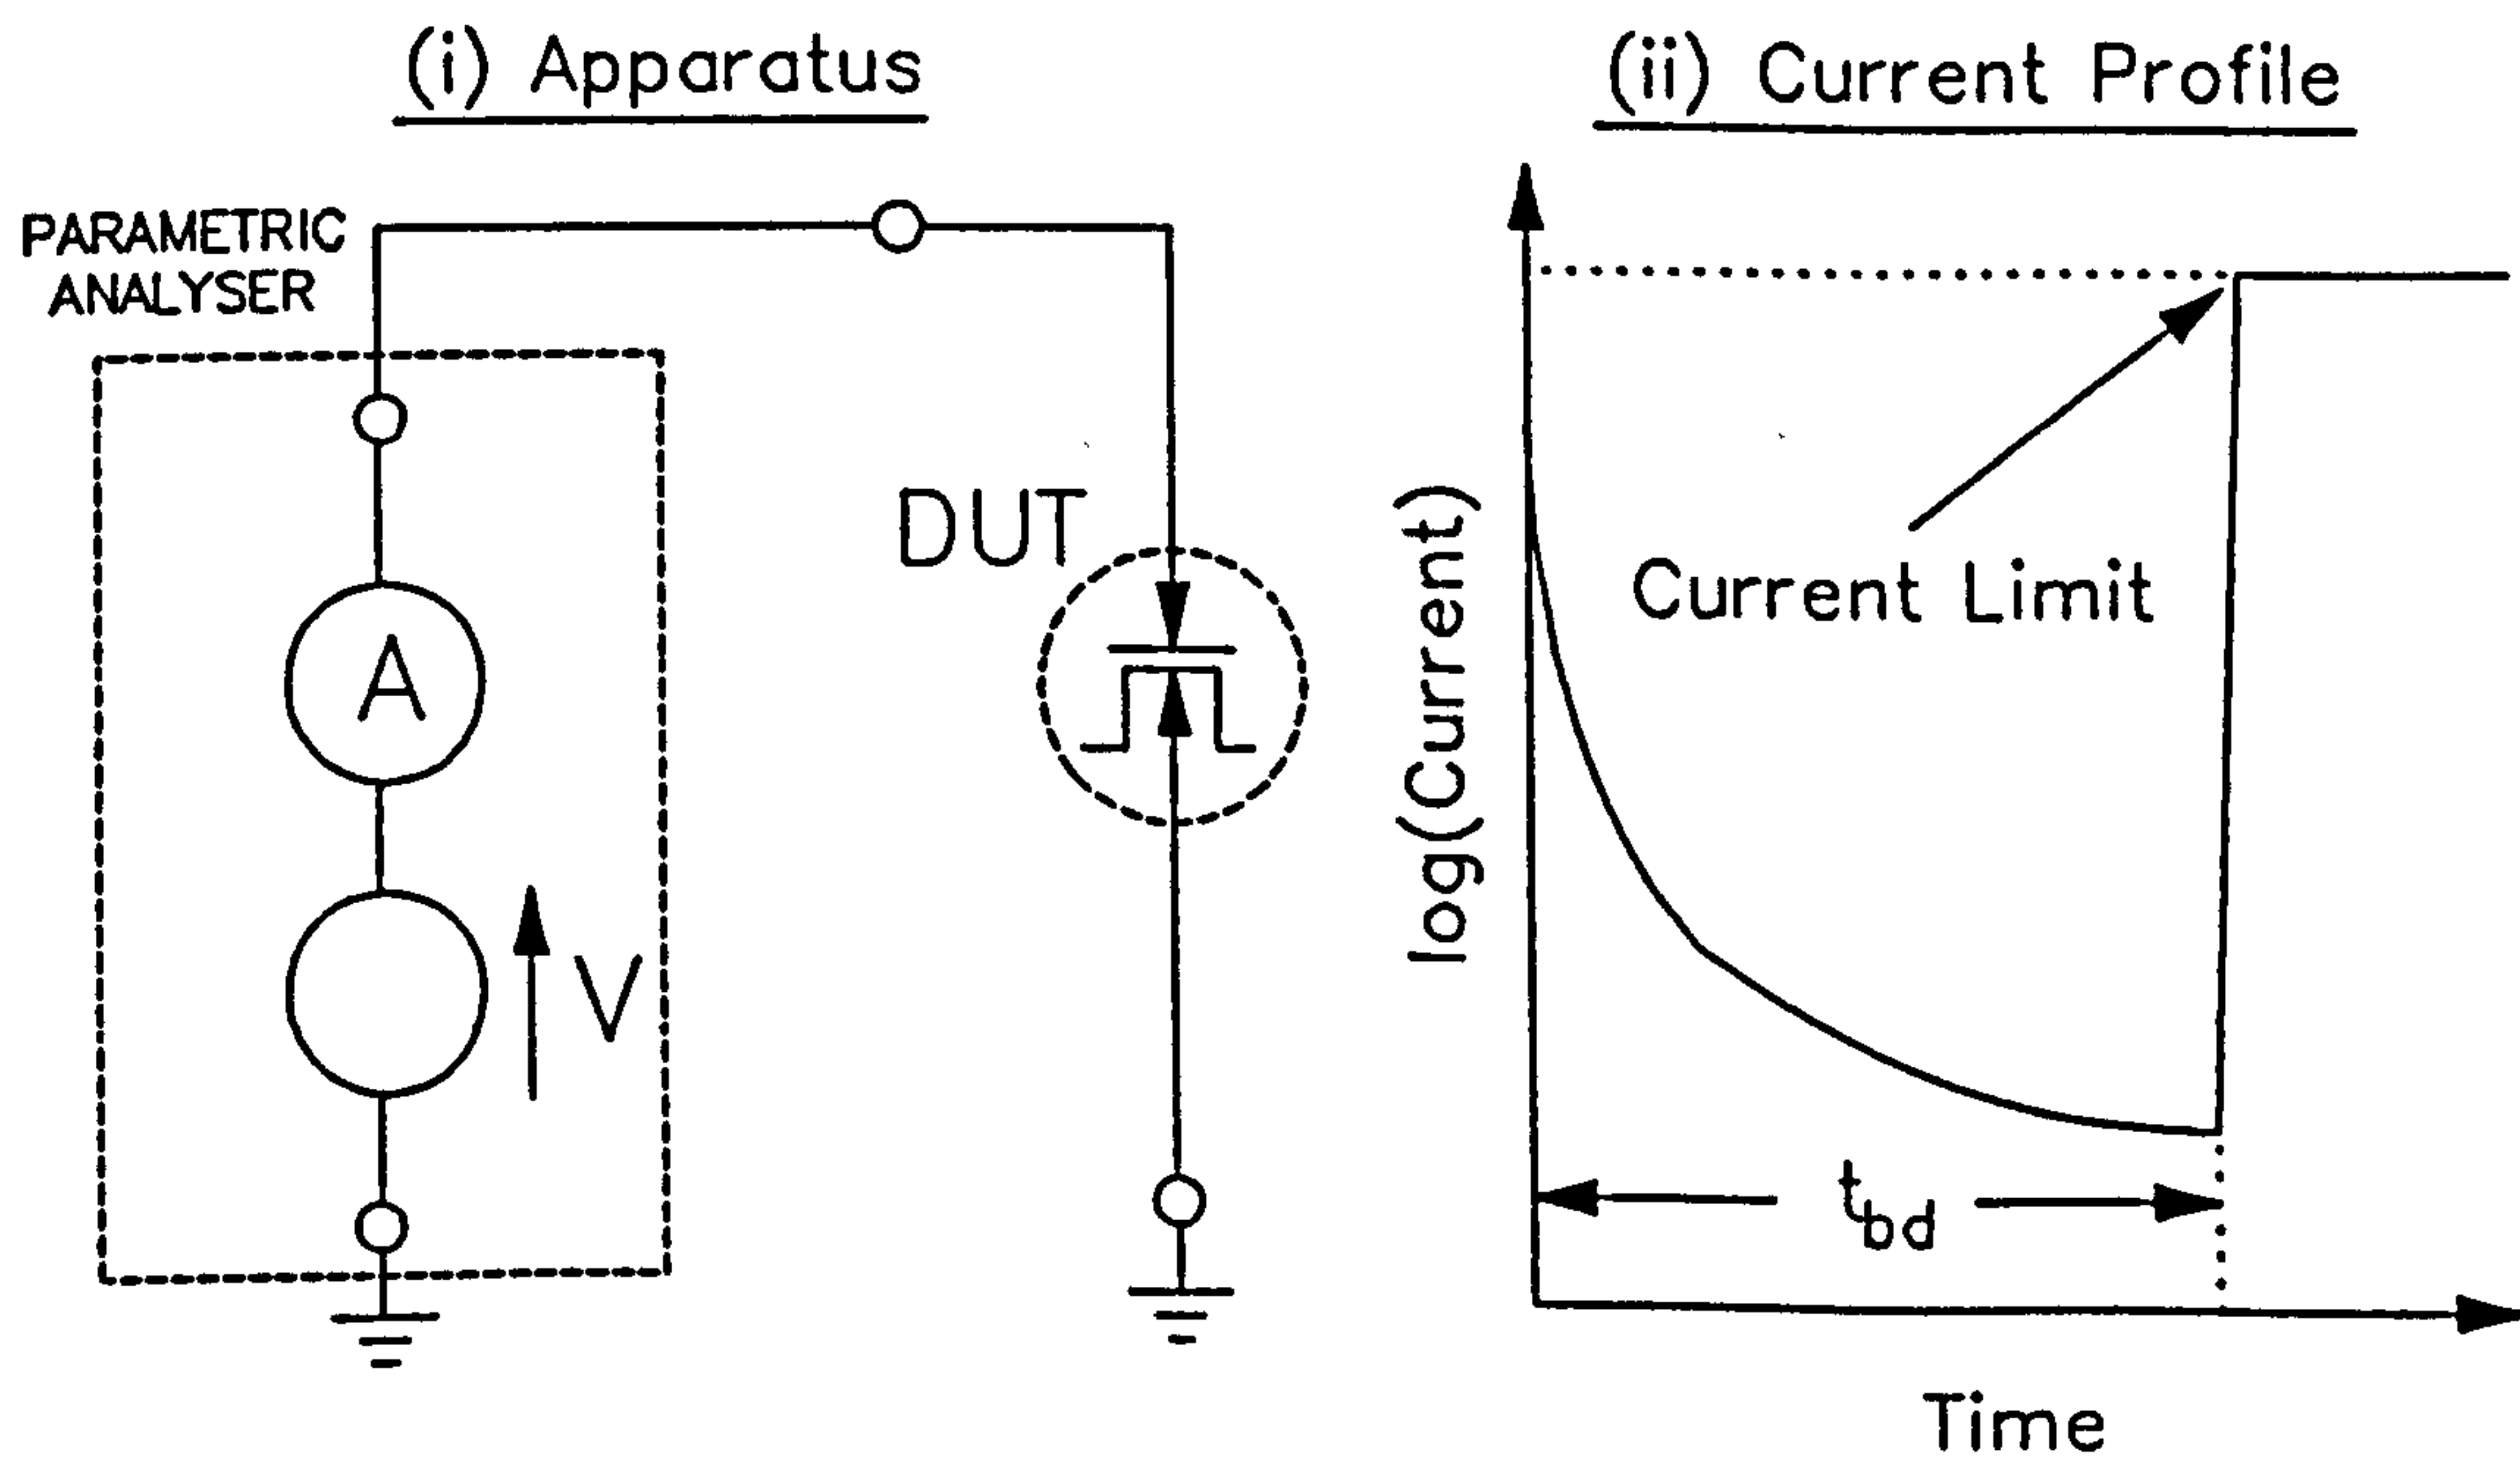 (i) Apparatus
PARAMETRIC
ANALYSER
A
V
DUT
(ii) Current Profile
log(Current)
Current Limit
tbd
Time